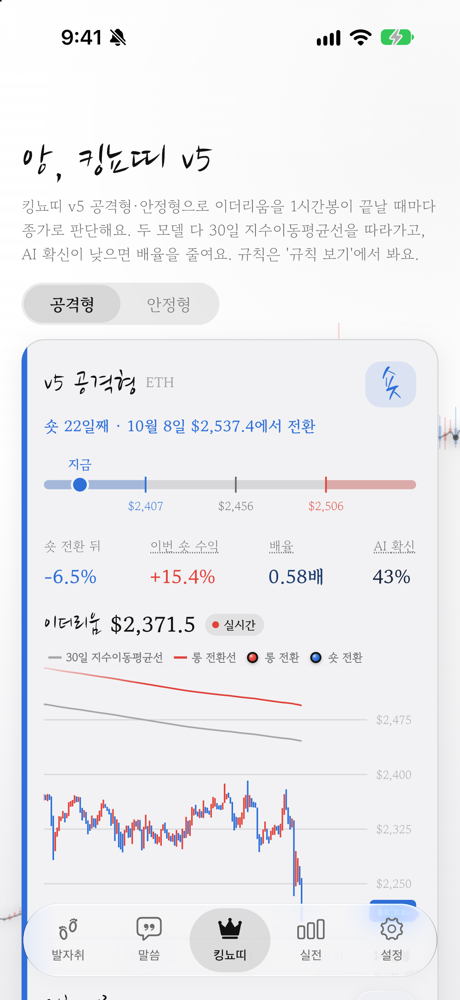 9:41
앙, 킹뇨띠 v5
킹뇨띠 v5 공격형·안정형으로 이더리움을 1시간봉이 끝날 때마다
종가로 판단해요. 두 모델 다 30일 지수이동평균선을 따라가고,
AI 확신이 낮으면 배율을 줄여요. 규칙은 '규칙 보기'에서 봐요.
공격형 안정형
v5 공격형 ETH 숏
숏 22일째 · 10월 8일 $2,537.4에서 전환
지금
$2,407 $2,456 $2,506
숏 전환 뒤 이번 숏 수익 배율 AI 확신
-6.5% +15.4% 0.58배 43%
이더리움 $2,371.5 실시간
30일 지수이동평균선 롱 전환선 롱 전환 숏 전환
$2,475
$2,400
$2,325
$2,250
발자취 말씀 킹뇨띠 실전 설정